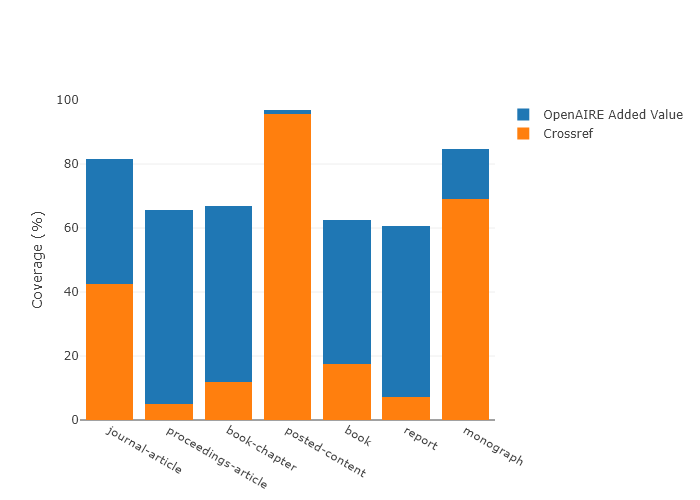 OpenAIRE Added Value
Crossref
Coverage (%)
100
80
60
40
20
0
journal-article
proceedings-article
book-chapter
posted-content
book
report
monograph